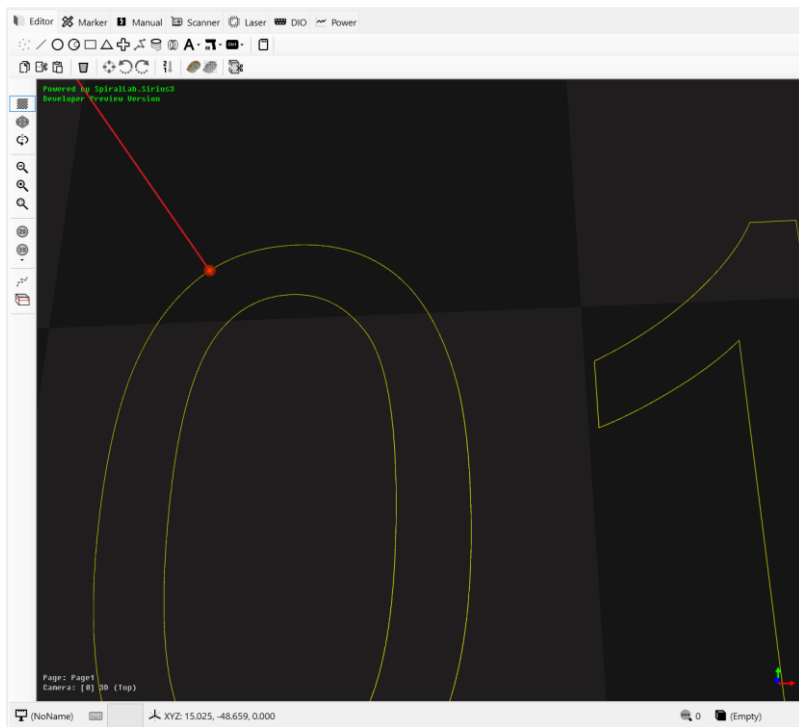 Editor Marker Manual Scanner Laser DIO Power
Powered by SpiralLab.Sirius3
Developer Preview Version
01
Page: Page1
Camera: [0] 3D (Top)
(NoName) XYZ: 15.025, -48.659, 0.000 0 (Empty)